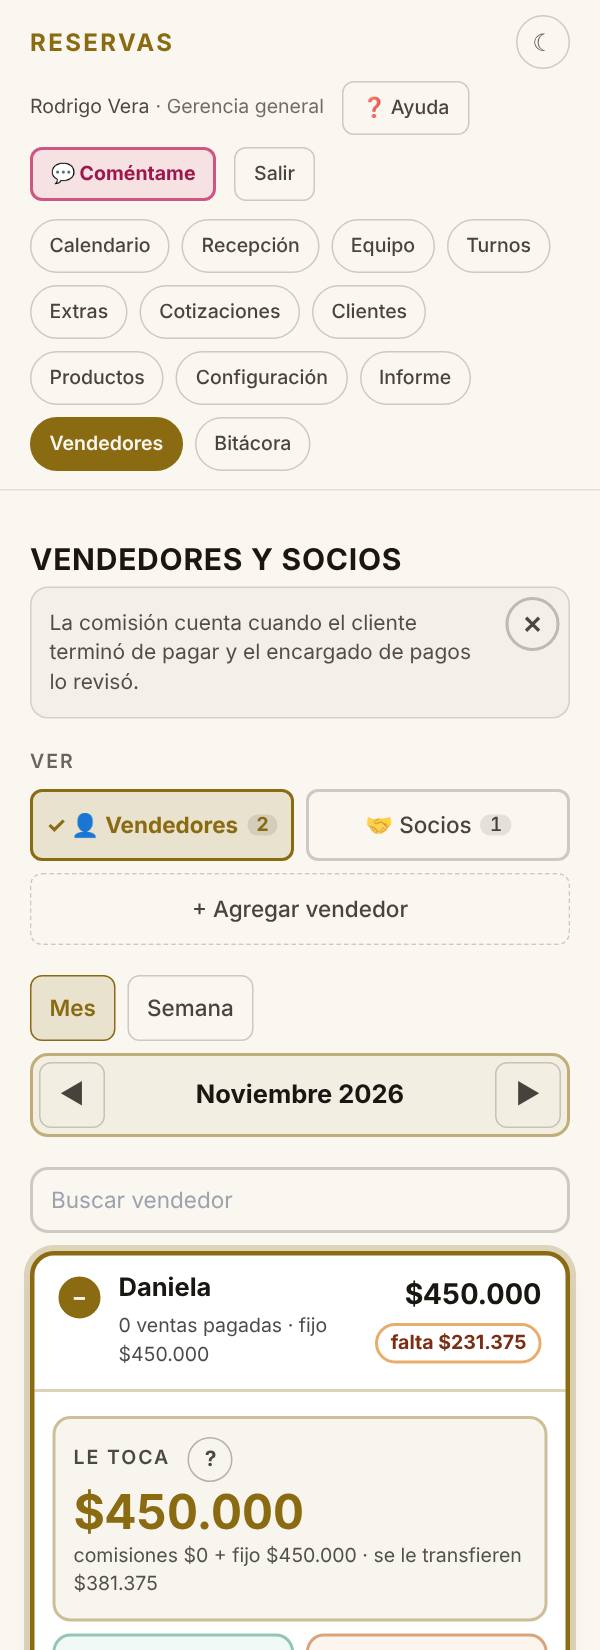 RESERVAS
☾
Rodrigo Vera · Gerencia general
❓ Ayuda
💬 Coméntame
Salir
Calendario
Recepción
Equipo
Turnos
Extras
Cotizaciones
Clientes
Productos
Configuración
Informe
Vendedores
Bitácora
VENDEDORES Y SOCIOS
La comisión cuenta cuando el cliente
terminó de pagar y el encargado de pagos
lo revisó.
✕
VER
✓ 👤 Vendedores 2
🤝 Socios 1
+ Agregar vendedor
Mes
Semana
◀ Noviembre 2026 ▶
Buscar vendedor
− Daniela
$450.000
0 ventas pagadas · fijo
$450.000
falta $231.375
LE TOCA ?
$450.000
comisiones $0 + fijo $450.000 · se le transfieren
$381.375